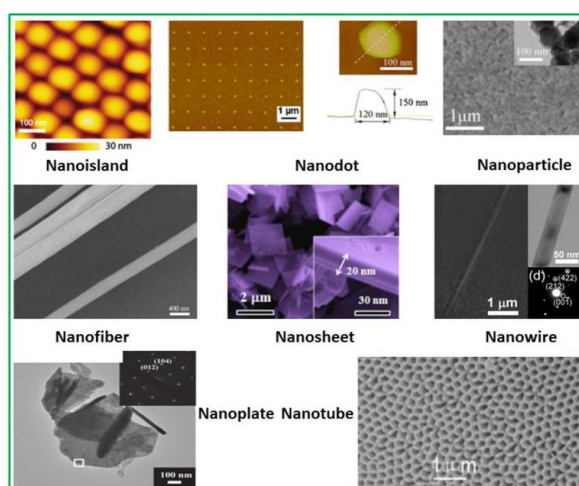 100 nm
0 30 nm
Nanoisland
1 μm
100 nm
150 nm
120 nm
Nanodot
100 nm
1μm
Nanoparticle
400 nm
Nanofiber
20 nm
2 μm
30 nm
Nanosheet
50 nm
(d)
(422)
(212)
(001)
1 μm
Nanowire
(104)
(012)
100 nm
Nanoplate
Nanotube
1 μm